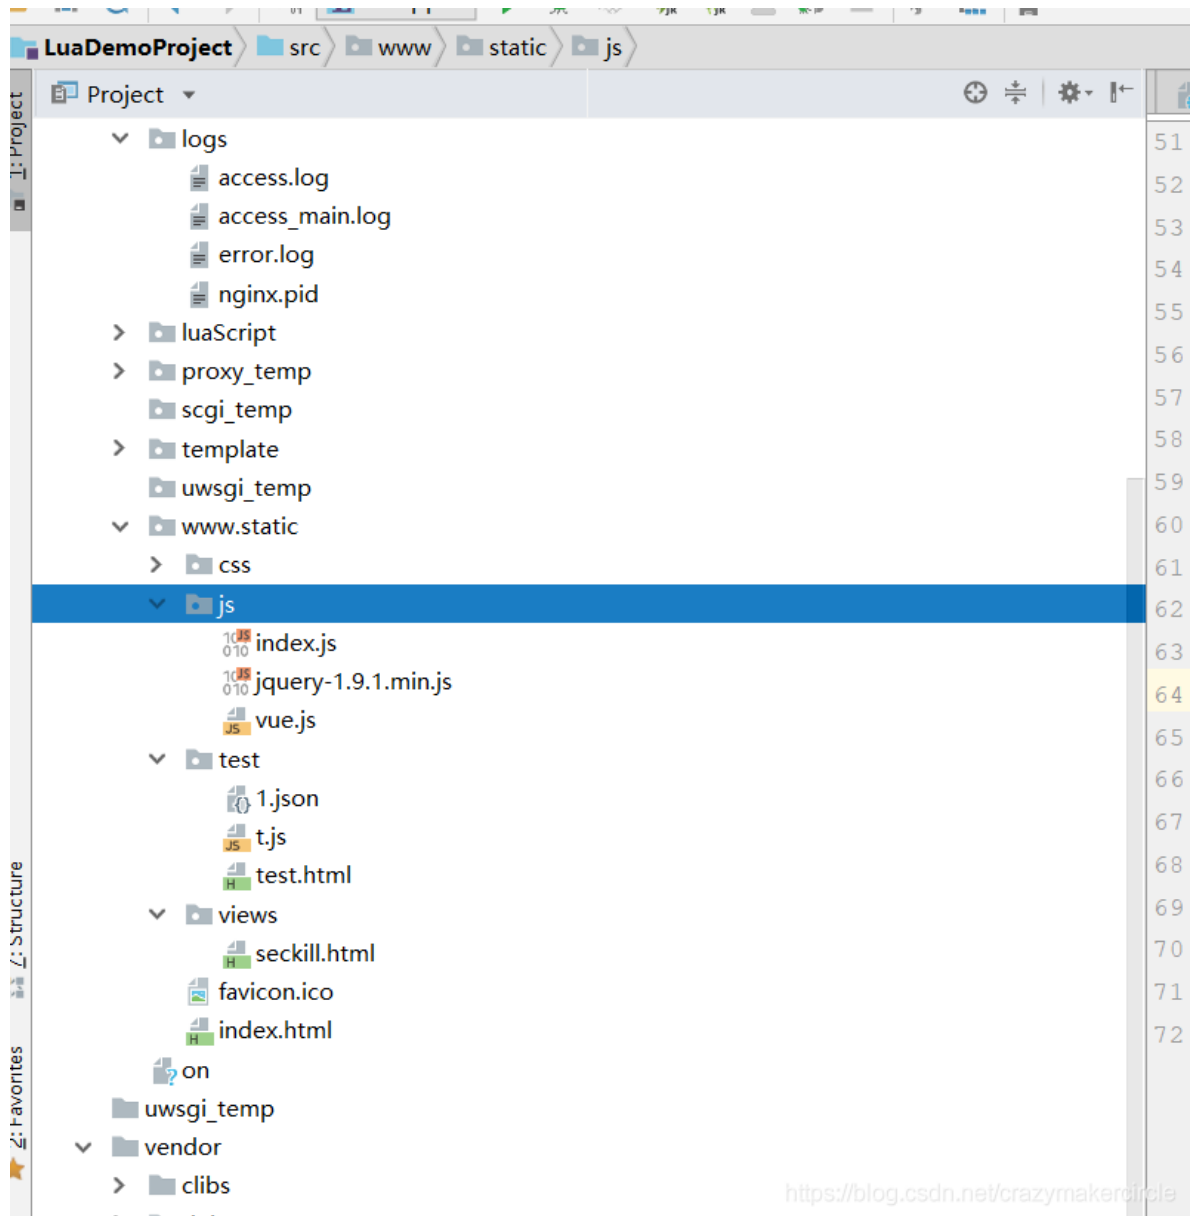 LuaDemoProject src www static js
Project
1: Project
logs
access.log
51
access_main.log
52
error.log
53
nginx.pid
54
luaScript
55
proxy_temp
56
scgi_temp
57
template
58
uwsgi_temp
59
www.static
60
css
61
js
62
index.js
63
jquery-1.9.1.min.js
64
vue.js
65
test
66
1.json
67
t.js
68
test.html
Z: Structure
69
views
70
seckill.html
71
favicon.ico
72
index.html
on
2: Favorites
uwsgi_temp
vendor
clibs
https://blog.csdn.net/crazymakercircle